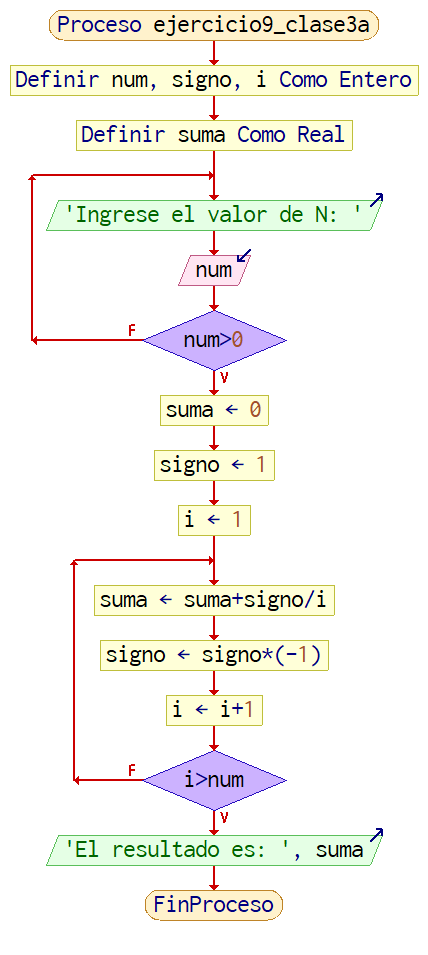 Proceso ejercicio9_clase3a
Definir num, signo, i Como Entero
Definir suma Como Real
'Ingrese el valor de N: '
num
num>0
F
V
suma ← 0
signo ← 1
i ← 1
suma ← suma+signo/i
signo ← signo*(-1)
i ← i+1
i>num
F
V
'El resultado es: ', suma
FinProceso